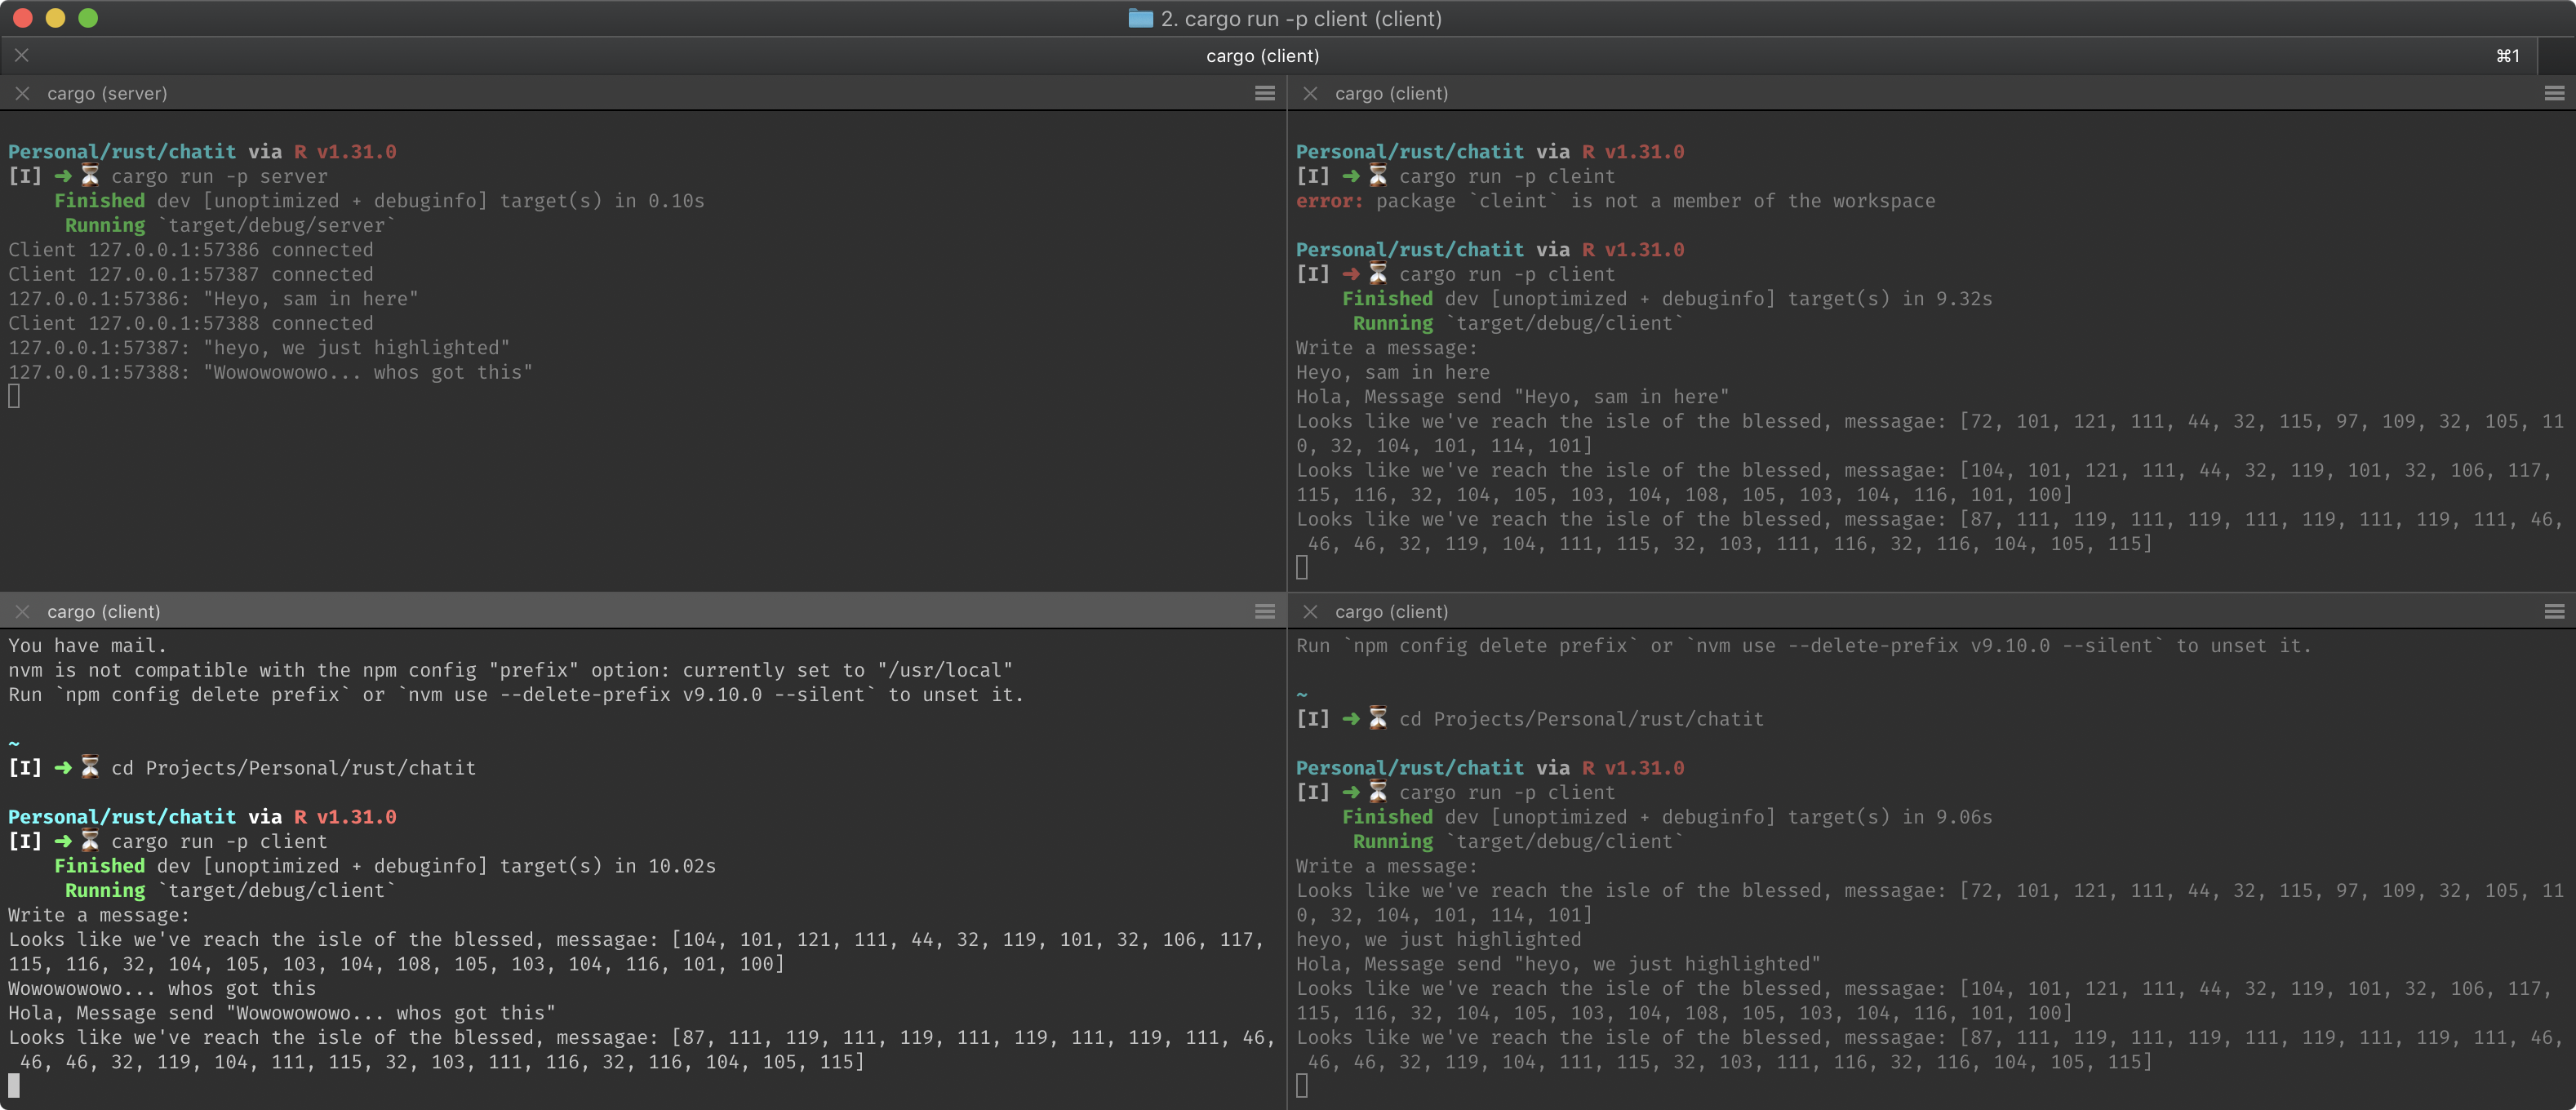 2. cargo run -p client (client)
cargo (client)
⌘1
cargo (server)
Personal/rust/chatit via R v1.31.0
[I] ➜ ⏳ cargo run -p server
Finished dev [unoptimized + debuginfo] target(s) in 0.10s
Running `target/debug/server`
Client 127.0.0.1:57386 connected
Client 127.0.0.1:57387 connected
127.0.0.1:57386: "Heyo, sam in here"
Client 127.0.0.1:57388 connected
127.0.0.1:57387: "heyo, we just highlighted"
127.0.0.1:57388: "Wowowowowo... whos got this"
cargo (client)
Personal/rust/chatit via R v1.31.0
[I] ➜ ⏳ cargo run -p cleint
error: package `cleint` is not a member of the workspace
Personal/rust/chatit via R v1.31.0
[I] ➜ ⏳ cargo run -p client
Finished dev [unoptimized + debuginfo] target(s) in 9.32s
Running `target/debug/client`
Write a message:
Heyo, sam in here
Hola, Message send "Heyo, sam in here"
Looks like we've reach the isle of the blessed, messagae: [72, 101, 121, 111, 44, 32, 115, 97, 109, 32, 105, 11
0, 32, 104, 101, 114, 101]
Looks like we've reach the isle of the blessed, messagae: [104, 101, 121, 111, 44, 32, 119, 101, 32, 106, 117,
115, 116, 32, 104, 105, 103, 104, 108, 105, 103, 104, 116, 101, 100]
Looks like we've reach the isle of the blessed, messagae: [87, 111, 119, 111, 119, 111, 119, 111, 119, 111, 46,
46, 46, 32, 119, 104, 111, 115, 32, 103, 111, 116, 32, 116, 104, 105, 115]
cargo (client)
You have mail.
nvm is not compatible with the npm config "prefix" option: currently set to "/usr/local"
Run `npm config delete prefix` or `nvm use --delete-prefix v9.10.0 --silent` to unset it.
~
[I] ➜ ⏳ cd Projects/Personal/rust/chatit
Personal/rust/chatit via R v1.31.0
[I] ➜ ⏳ cargo run -p client
Finished dev [unoptimized + debuginfo] target(s) in 10.02s
Running `target/debug/client`
Write a message:
Looks like we've reach the isle of the blessed, messagae: [104, 101, 121, 111, 44, 32, 119, 101, 32, 106, 117,
115, 116, 32, 104, 105, 103, 104, 108, 105, 103, 104, 116, 101, 100]
Wowowowowo... whos got this
Hola, Message send "Wowowowowo... whos got this"
Looks like we've reach the isle of the blessed, messagae: [87, 111, 119, 111, 119, 111, 119, 111, 119, 111, 46,
46, 46, 32, 119, 104, 111, 115, 32, 103, 111, 116, 32, 116, 104, 105, 115]
cargo (client)
Run `npm config delete prefix` or `nvm use --delete-prefix v9.10.0 --silent` to unset it.
~
[I] ➜ ⏳ cd Projects/Personal/rust/chatit
Personal/rust/chatit via R v1.31.0
[I] ➜ ⏳ cargo run -p client
Finished dev [unoptimized + debuginfo] target(s) in 9.06s
Running `target/debug/client`
Write a message:
Looks like we've reach the isle of the blessed, messagae: [72, 101, 121, 111, 44, 32, 115, 97, 109, 32, 105, 11
0, 32, 104, 101, 114, 101]
heyo, we just highlighted
Hola, Message send "heyo, we just highlighted"
Looks like we've reach the isle of the blessed, messagae: [104, 101, 121, 111, 44, 32, 119, 101, 32, 106, 117,
115, 116, 32, 104, 105, 103, 104, 108, 105, 103, 104, 116, 101, 100]
Looks like we've reach the isle of the blessed, messagae: [87, 111, 119, 111, 119, 111, 119, 111, 119, 111, 46,
46, 46, 32, 119, 104, 111, 115, 32, 103, 111, 116, 32, 116, 104, 105, 115]